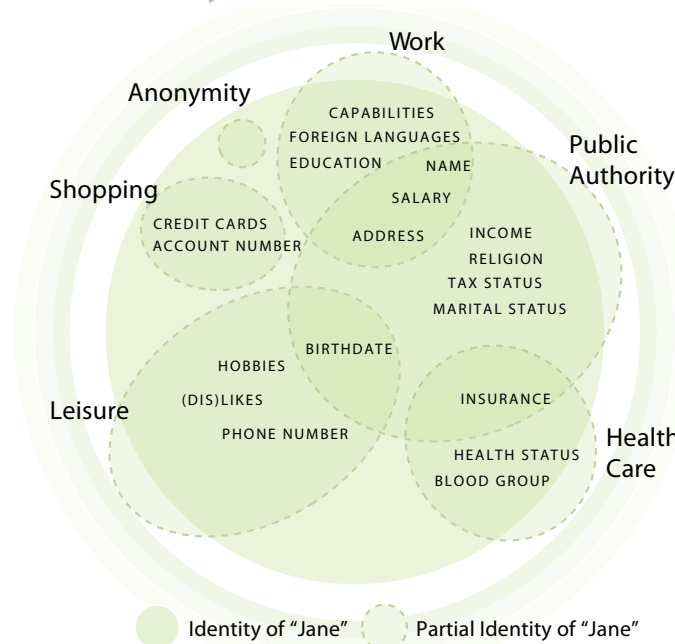 Work
Anonymity
CAPABILITIES
FOREIGN LANGUAGES
EDUCATION
NAME
Public
Authority
Shopping
SALARY
CREDIT CARDS
ACCOUNT NUMBER
ADDRESS
INCOME
RELIGION
TAX STATUS
MARITAL STATUS
BIRTHDATE
HOBBIES
(DIS)LIKES
PHONE NUMBER
Leisure
INSURANCE
Health
Care
HEALTH STATUS
BLOOD GROUP
Identity of “Jane”
Partial Identity of “Jane”